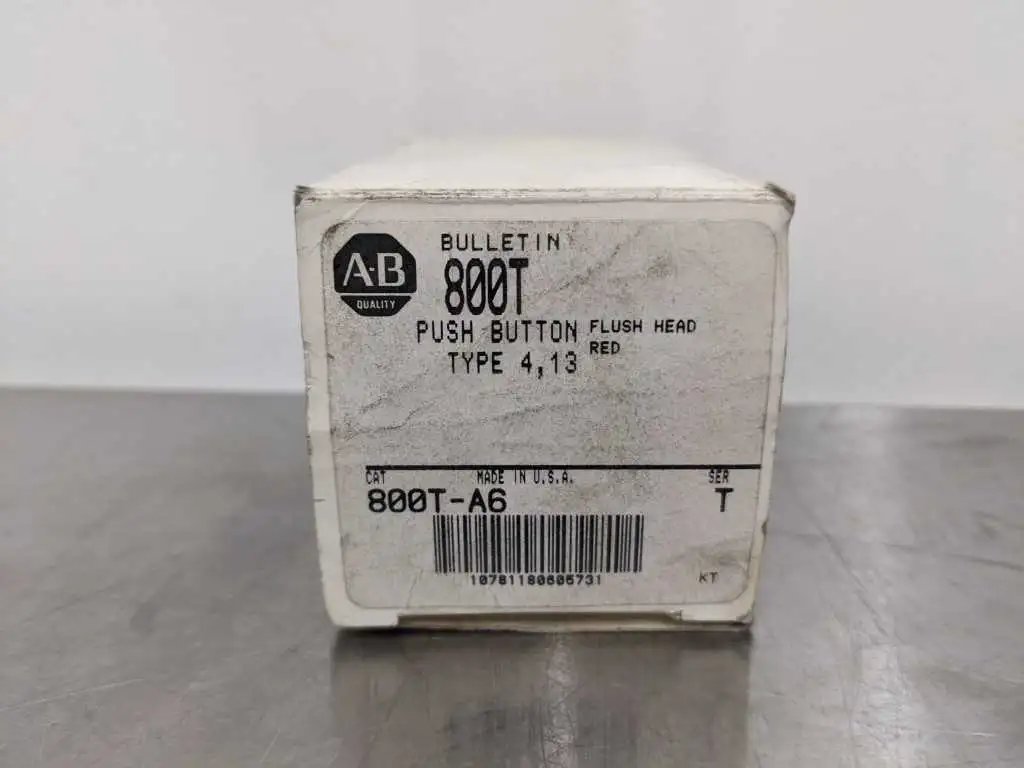 A-B
QUALITY
BULLETIN
800T
PUSH BUTTON FLUSH HEAD
TYPE 4,13 RED
CAT MADE IN U.S.A. SER
800T-A6 T
10781180605731
KT